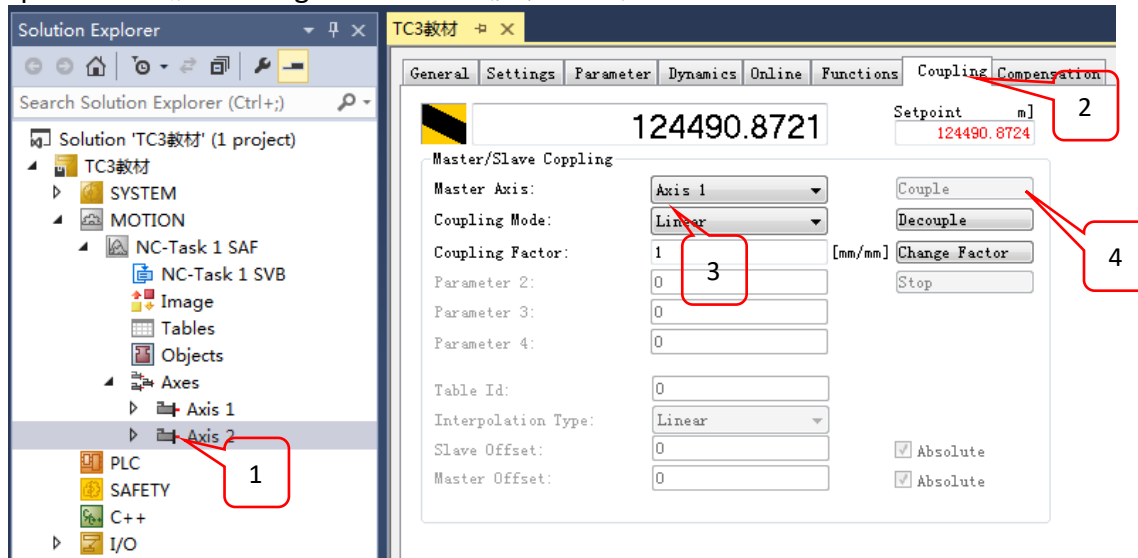 Solution Explorer
Search Solution Explorer (Ctrl+;)
Solution 'TC3教材' (1 project)
TC3教材
SYSTEM
MOTION
NC-Task 1 SAF
NC-Task 1 SVB
Image
Tables
Objects
Axes
Axis 1
Axis 2
PLC
SAFETY
C++
I/O
1
TC3教材
General Settings Parameter Dynamics Online Functions Coupling Compensation
2
124490.8721
Setpoint m]
124490.8724
Master/Slave Coppling
Master Axis: Axis 1 Couple
Coupling Mode: Linear Decouple
Coupling Factor: 1 [mm/mm] Change Factor
3
4
Parameter 2: 0 Stop
Parameter 3: 0
Parameter 4: 0
Table Id: 0
Interpolation Type: Linear
Slave Offset: 0 Absolute
Master Offset: 0 Absolute